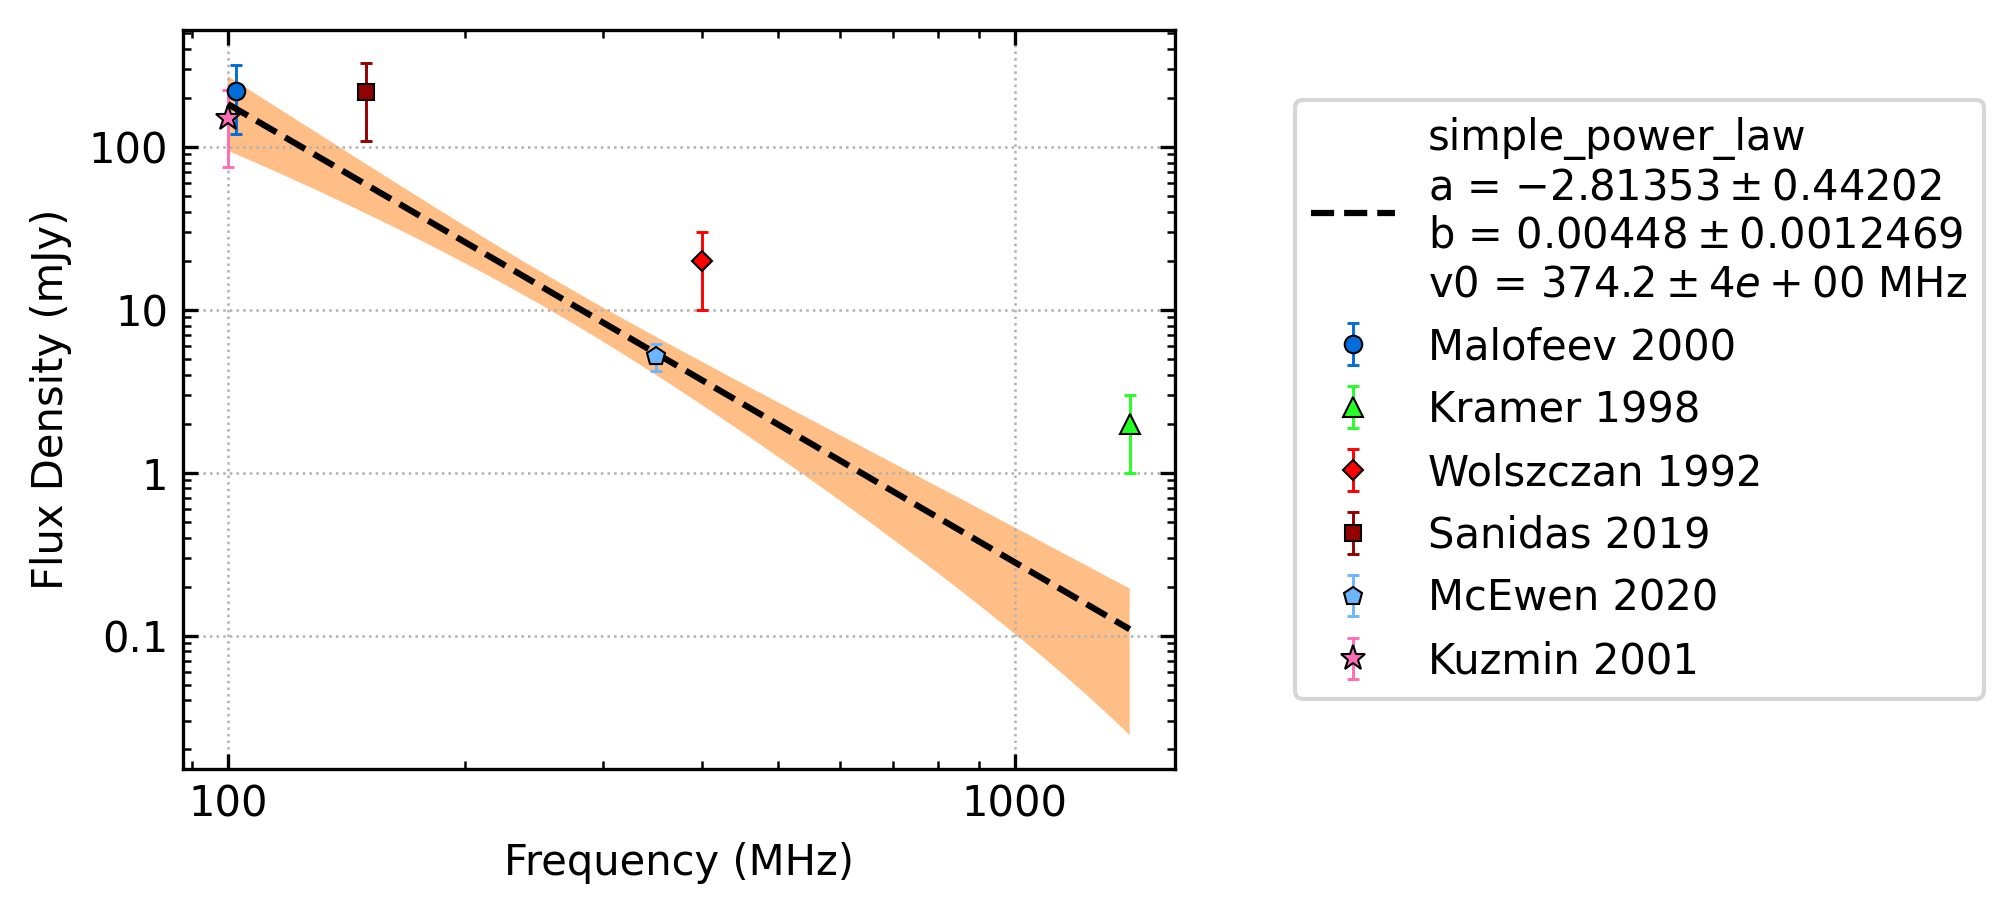 100
10
1
0.1
100
1000
Flux Density (mJy)
Frequency (MHz)
simple_power_law
a = −2.81353 ± 0.44202
b = 0.00448 ± 0.0012469
v0 = 374.2 ± 4e + 00 MHz
Malofeev 2000
Kramer 1998
Wolszczan 1992
Sanidas 2019
McEwen 2020
Kuzmin 2001